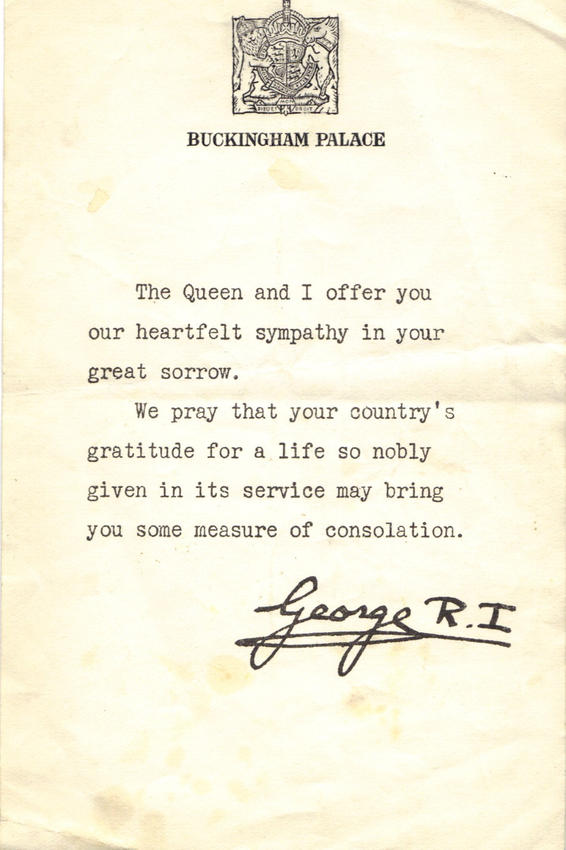 BUCKINGHAM PALACE
The Queen and I offer you
our heartfelt sympathy in your
great sorrow.
We pray that your country's
gratitude for a life so nobly
given in its service may bring
you some measure of consolation.
George R.I